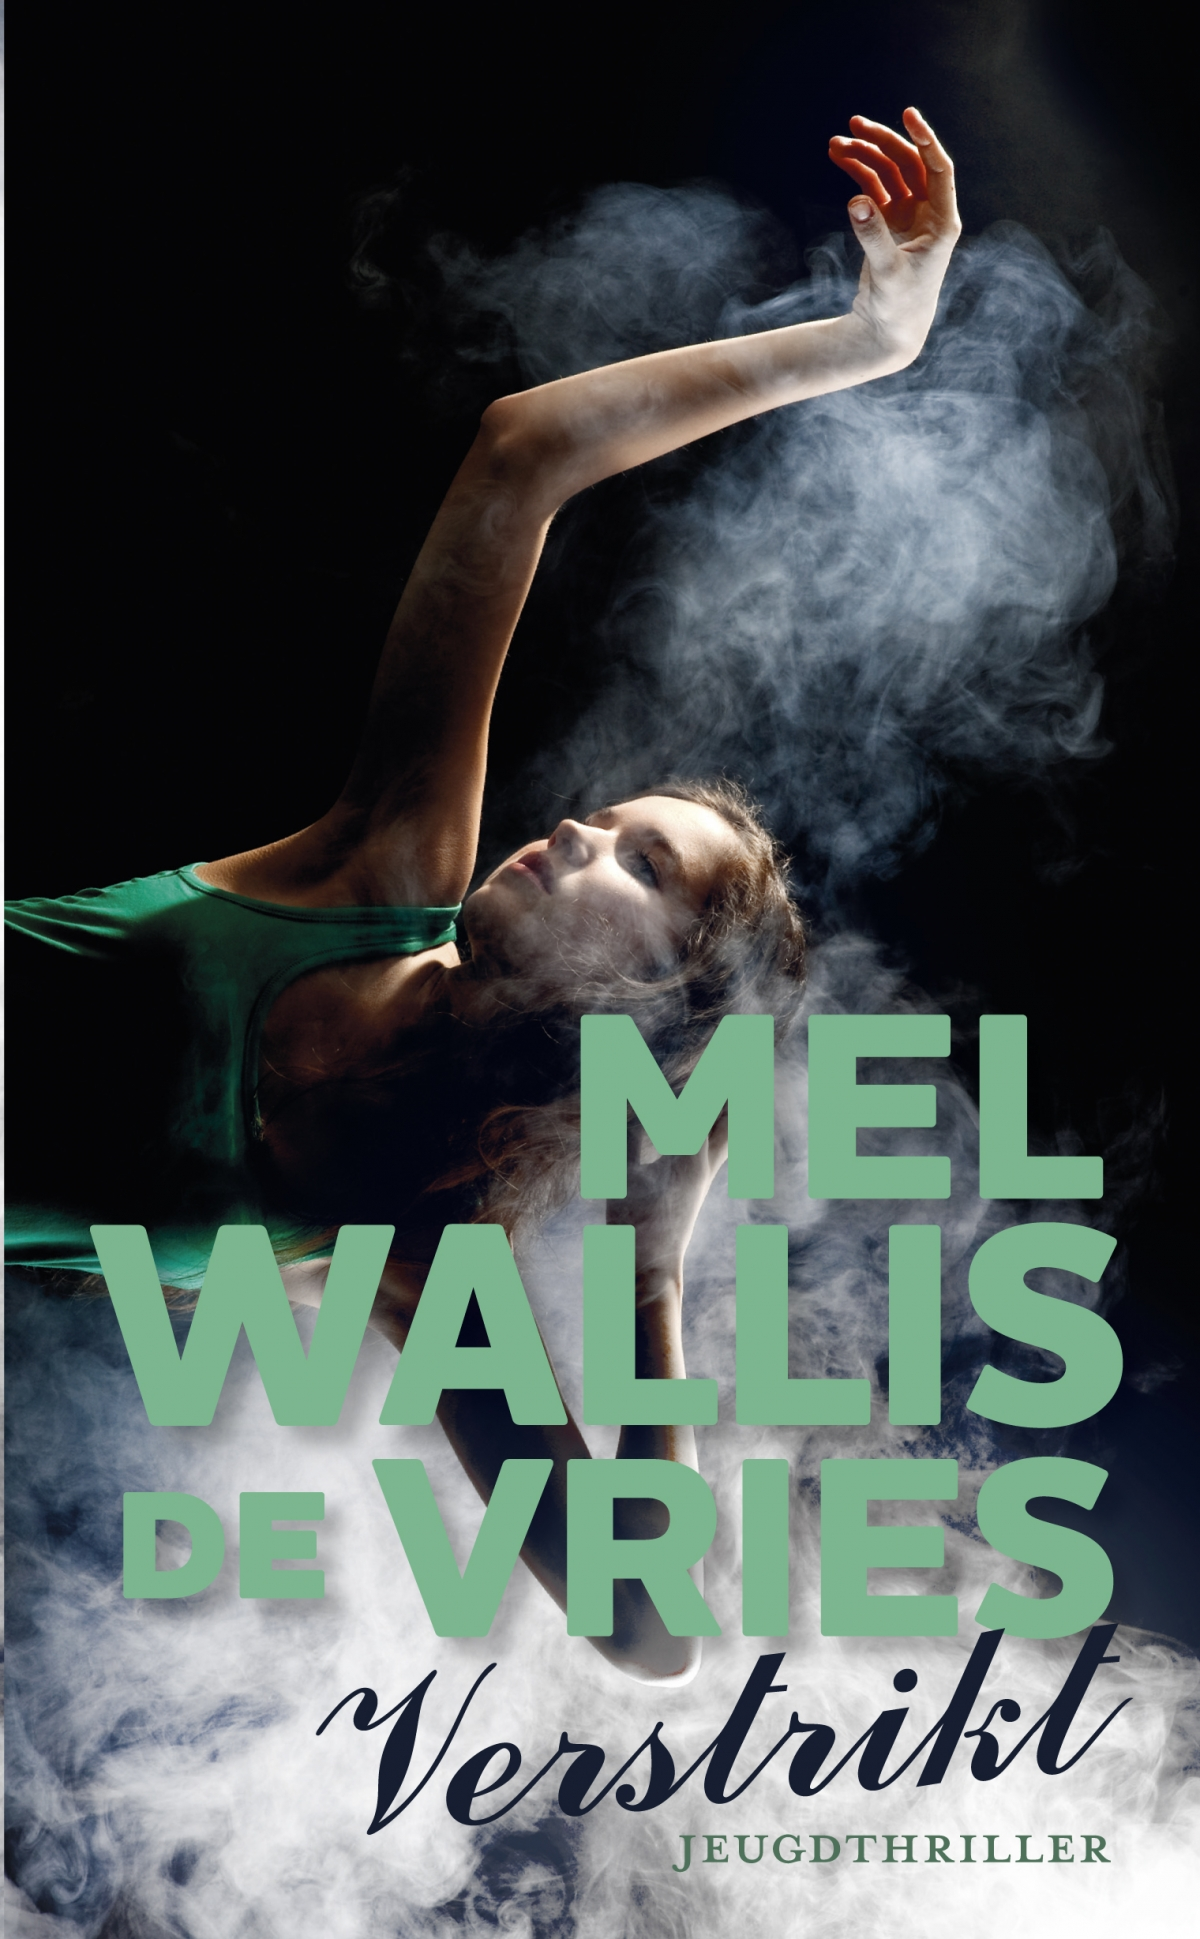 MEL
WALLIS
DE VRIES
Verstrikt
JEUGDTHRILLER